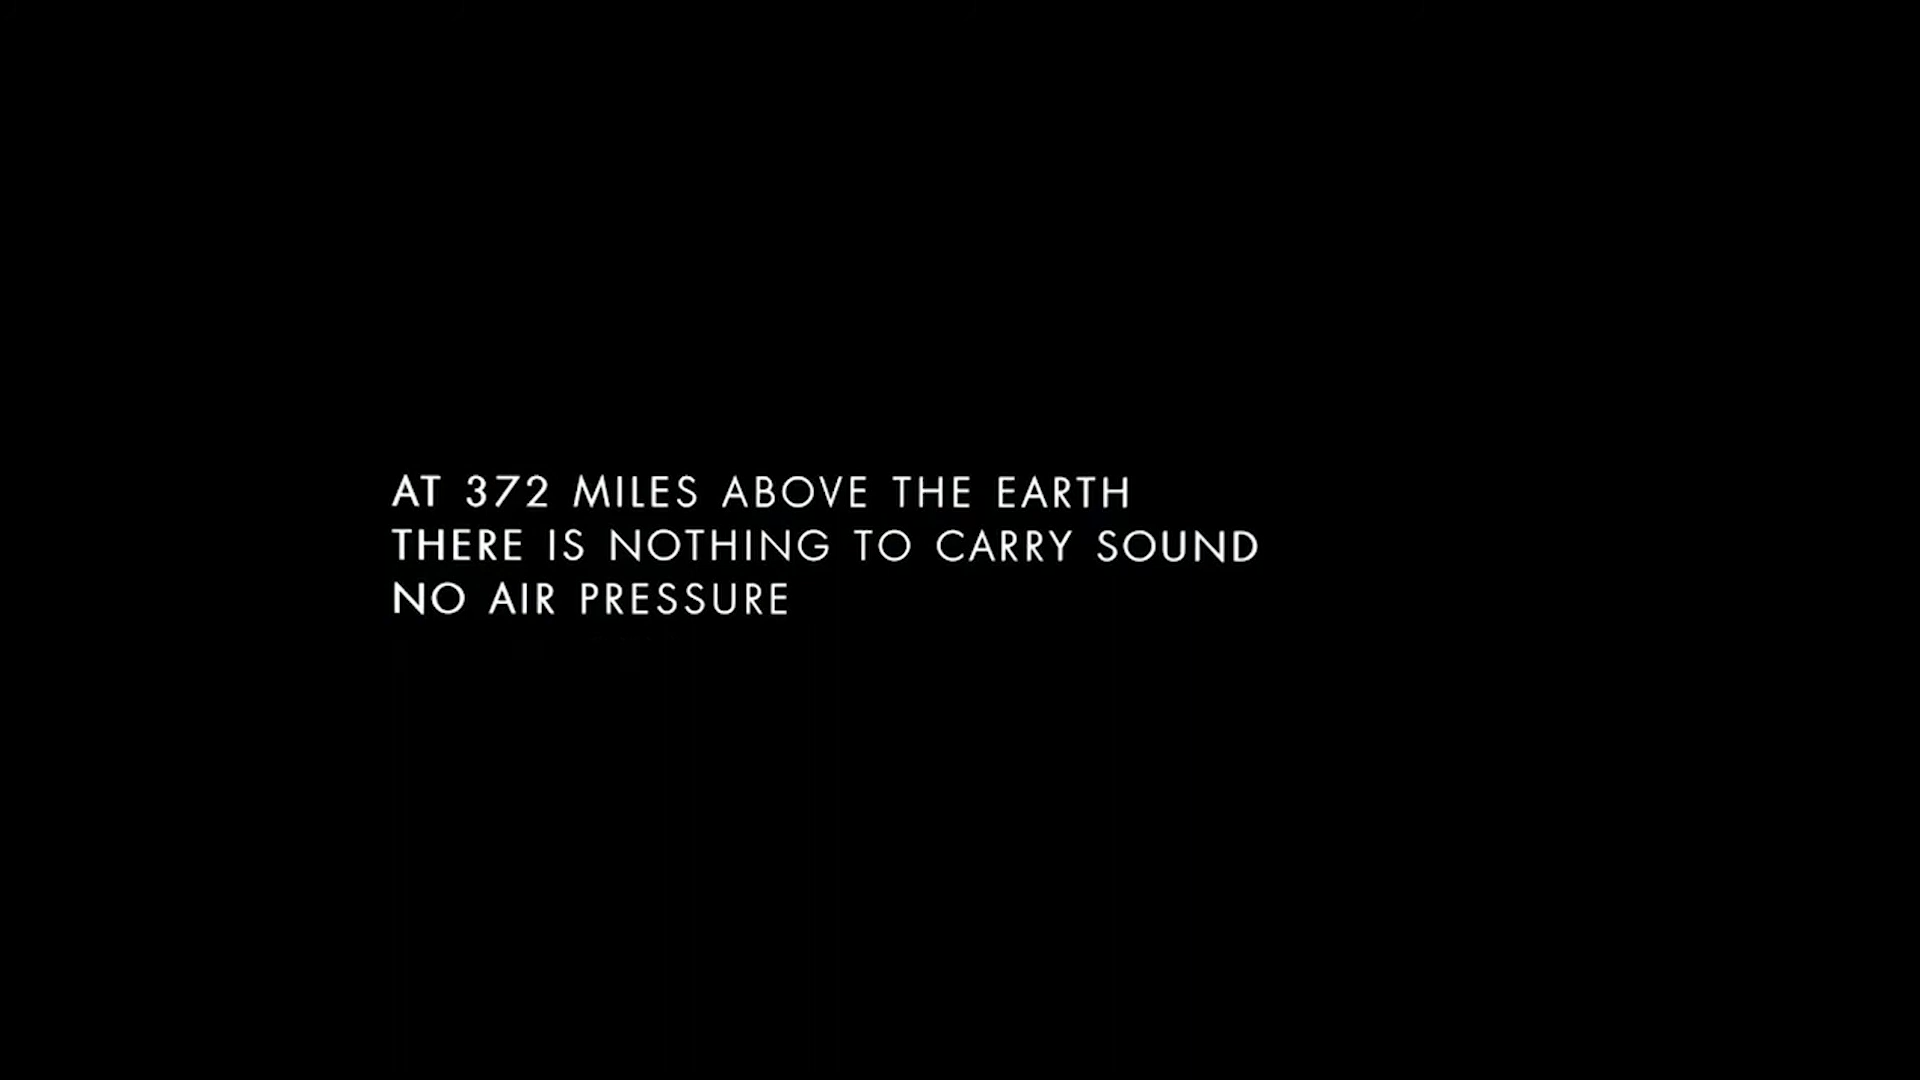 AT 372 MILES ABOVE THE EARTH
THERE IS NOTHING TO CARRY SOUND
NO AIR PRESSURE